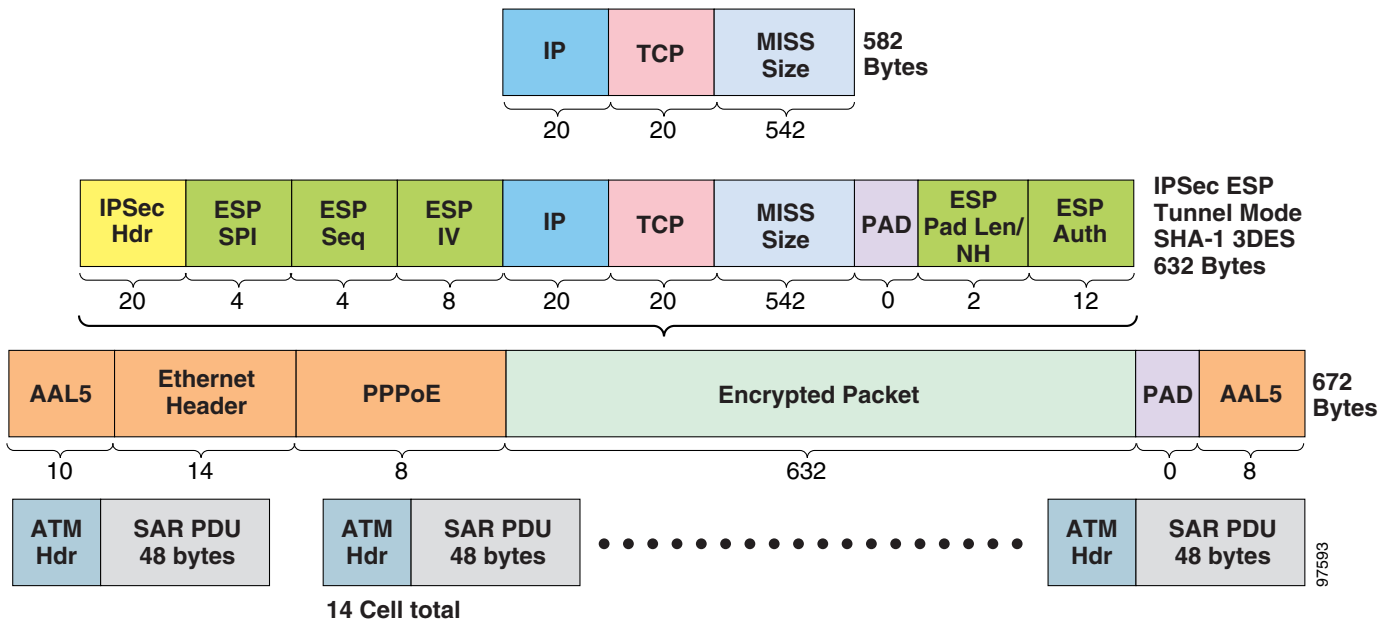 IP
TCP
MISS
Size
582
Bytes
20
20
542
IPSec
Hdr
ESP
SPI
ESP
Seq
ESP
IV
IP
TCP
MISS
Size
PAD
ESP
Pad Len/
NH
ESP
Auth
IPSec ESP
Tunnel Mode
SHA-1 3DES
632 Bytes
20
4
4
8
20
20
542
0
2
12
AAL5
Ethernet
Header
PPPoE
Encrypted Packet
PAD
AAL5
672
Bytes
10
14
8
632
0
8
ATM
Hdr
SAR PDU
48 bytes
ATM
Hdr
SAR PDU
48 bytes
ATM
Hdr
SAR PDU
48 bytes
97593
14 Cell total